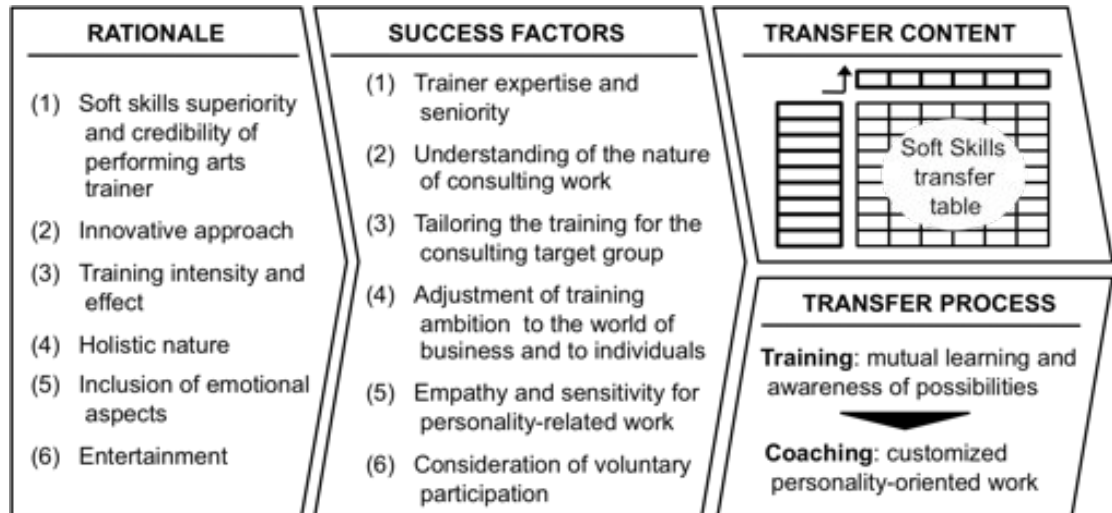 RATIONALE
(1) Soft skills superiority
and credibility of
performing arts
trainer
(2) Innovative approach
(3) Training intensity and
effect
(4) Holistic nature
(5) Inclusion of emotional
aspects
(6) Entertainment
SUCCESS FACTORS
(1) Trainer expertise and
seniority
(2) Understanding of the nature
of consulting work
(3) Tailoring the training for the
consulting target group
(4) Adjustment of training
ambition to the world of
business and to individuals
(5) Empathy and sensitivity for
personality-related work
(6) Consideration of voluntary
participation
TRANSFER CONTENT
Soft Skills
transfer
table
TRANSFER PROCESS
Training: mutual learning and
awareness of possibilities
Coaching: customized
personality-oriented work